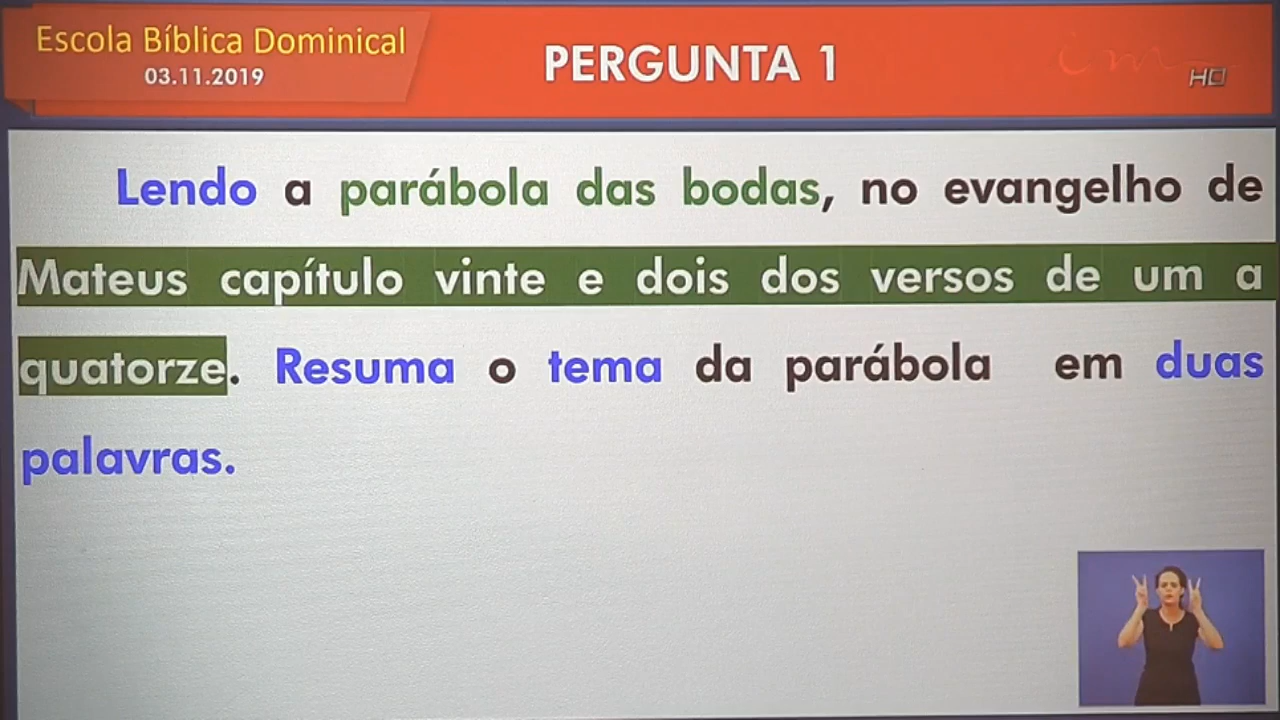 Escola Bíblica Dominical
03.11.2019
PERGUNTA 1
HD
Lendo a parábola das bodas, no evangelho de
Mateus capítulo vinte e dois dos versos de um a
quatorze. Resuma o tema da parábola em duas
palavras.